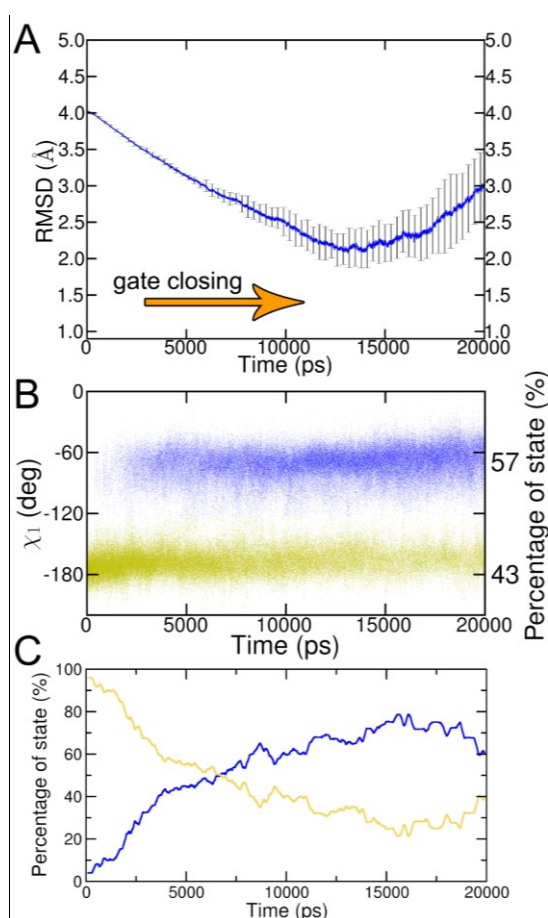 A
5.0
4.5
4.0
3.5
3.0
2.5
2.0
1.5
1.0
RMSD (Å)
5.0
4.5
4.0
3.5
3.0
2.5
2.0
1.5
1.0
gate closing
0 5000 10000 15000 20000
Time (ps)
B
0
-60
-120
-180
χ1 (deg)
57
43
Percentage of state (%)
0 5000 10000 15000 20000
Time (ps)
C
100
80
60
40
20
0
Percentage of state (%)
0 5000 10000 15000 20000
Time (ps)